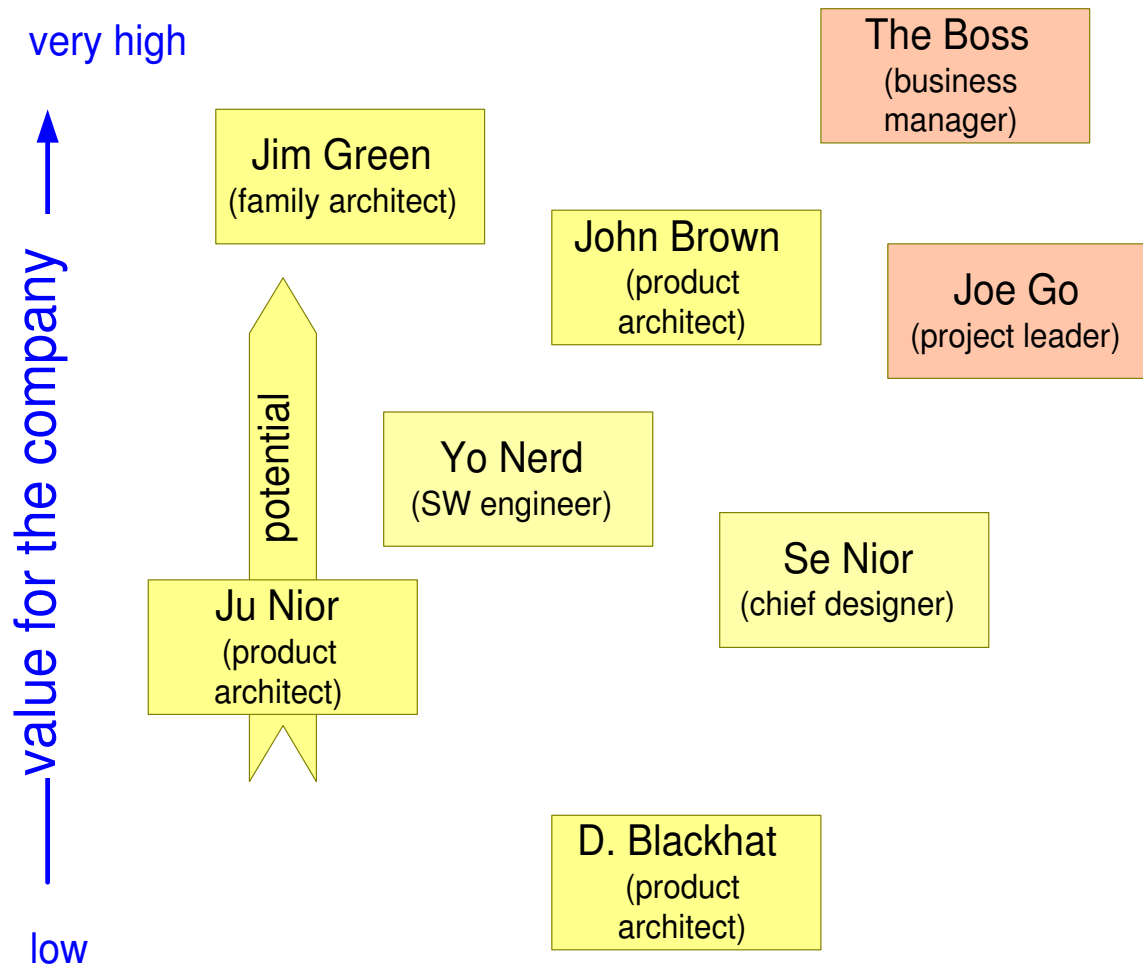 very high
The Boss
(business
manager)
Jim Green
(family architect)
John Brown
(product
architect)
Joe Go
(project leader)
value for the company
potential
Yo Nerd
(SW engineer)
Se Nior
(chief designer)
Ju Nior
(product
architect)
D. Blackhat
(product
architect)
low